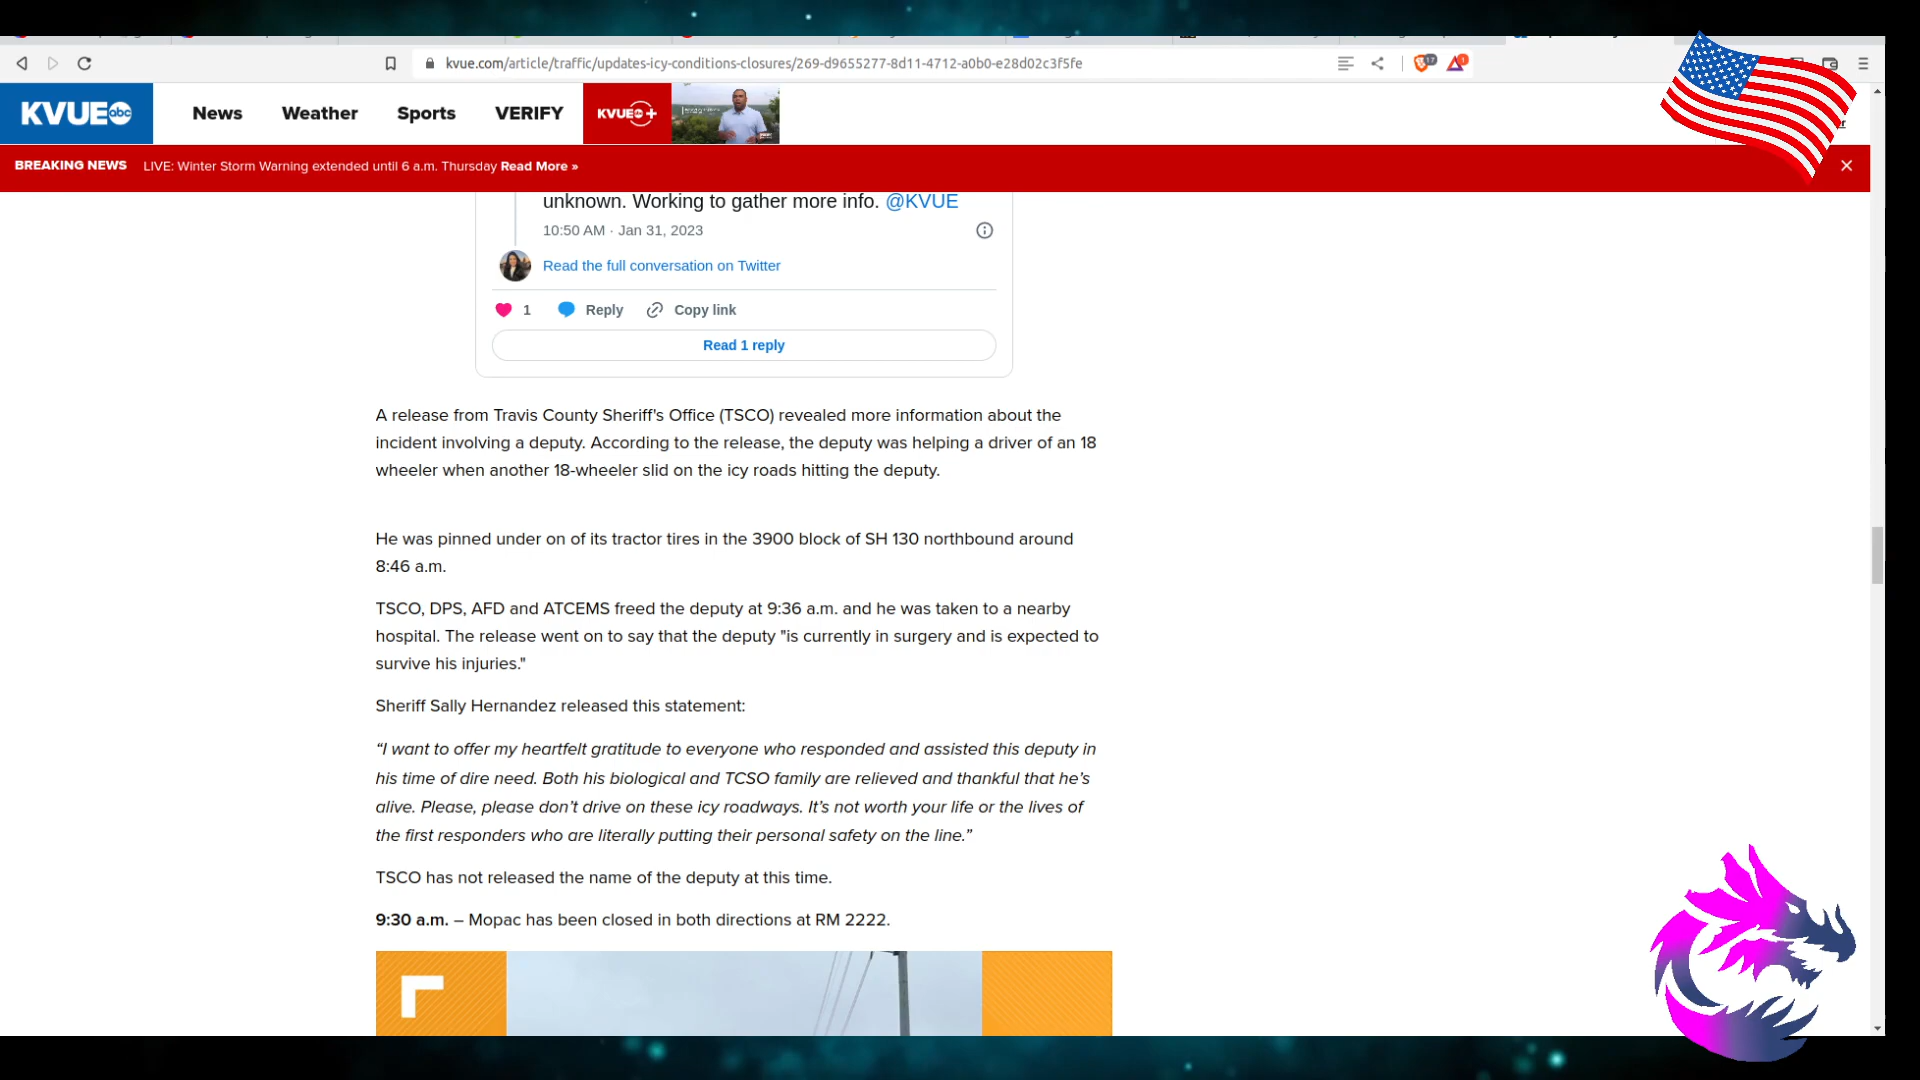 kvue.com/article/traffic/updates-icy-conditions-closures/269-d9655277-8d11-4712-a0b0-e28d02c3f5fe
17
1
KVUE abc
News
Weather
Sports
VERIFY
KVUE +
BREAKING NEWS LIVE: Winter Storm Warning extended until 6 a.m. Thursday Read More »
unknown. Working to gather more info. @KVUE
10:50 AM · Jan 31, 2023
Read the full conversation on Twitter
1 Reply Copy link
Read 1 reply
A release from Travis County Sheriff's Office (TSCO) revealed more information about the
incident involving a deputy. According to the release, the deputy was helping a driver of an 18
wheeler when another 18-wheeler slid on the icy roads hitting the deputy.
He was pinned under on of its tractor tires in the 3900 block of SH 130 northbound around
8:46 a.m.
TSCO, DPS, AFD and ATCEMS freed the deputy at 9:36 a.m. and he was taken to a nearby
hospital. The release went on to say that the deputy "is currently in surgery and is expected to
survive his injuries."
Sheriff Sally Hernandez released this statement:
“I want to offer my heartfelt gratitude to everyone who responded and assisted this deputy in
his time of dire need. Both his biological and TCSO family are relieved and thankful that he’s
alive. Please, please don’t drive on these icy roadways. It’s not worth your life or the lives of
the first responders who are literally putting their personal safety on the line.”
TSCO has not released the name of the deputy at this time.
9:30 a.m. – Mopac has been closed in both directions at RM 2222.